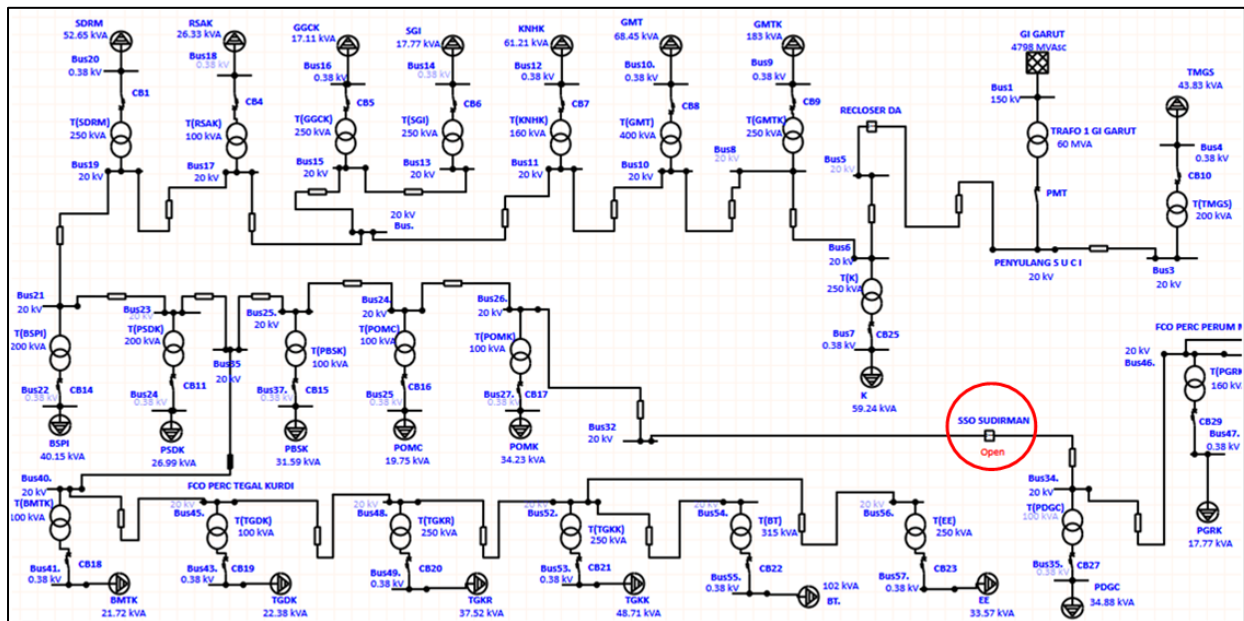 SDRM
52.65 kVA
Bus20
0.38 kV
CB1
T(SDRM)
250 kVA
Bus19
20 kV
RSAK
26.33 kVA
Bus18
0.38 kV
CB4
T(RSAK)
100 kVA
Bus17
20 kV
GGCK
17.11 kVA
Bus16
0.38 kV
CB5
T(GGCK)
250 kVA
Bus15
20 kV
SGI
17.77 kVA
Bus14
0.38 kV
CB6
T(SGI)
250 kVA
Bus13
20 kV
KNHK
61.21 kVA
Bus12
0.38 kV
CB7
T(KNHK)
160 kVA
Bus11
20 kV
GMT
68.45 kVA
Bus10.
0.38 kV
CB8
T(GMT)
400 kVA
Bus10
20 kV
GMTK
183 kVA
Bus9
0.38 kV
CB9
T(GMTK)
250 kVA
Bus8
20 kV
RECLOSER DA
Bus5
20 kV
GI GARUT
4798 MVAsc
Bus1
150 kV
TRAFO 1 GI GARUT
60 MVA
PMT
PENYULANG S U C I
20 kV
TMGS
43.83 kVA
Bus4
0.38 kV
CB10
T(TMGS)
200 kVA
Bus3
20 kV
20 kV
Bus.
Bus6
20 kV
T(K)
250 kVA
Bus7
0.38 kV
CB25
K
59.24 kVA
Bus21
20 kV
T(BSPI)
200 kVA
Bus22
0.38 kV
CB14
BSPI
40.15 kVA
Bus23
20 kV
T(PSDK)
200 kVA
Bus24
0.38 kV
CB11
PSDK
26.99 kVA
Bus35
20 kV
Bus25.
20 kV
T(PBSK)
100 kVA
Bus37.
0.38 kV
CB15
PBSK
31.59 kVA
Bus24.
20 kV
T(POMC)
100 kVA
Bus25
0.38 kV
CB16
POMC
19.75 kVA
Bus26.
20 kV
T(POMK)
100 kVA
Bus27.
0.38 kV
CB17
POMK
34.23 kVA
Bus32
20 kV
SSO SUDIRMAN
Open
FCO PERC PERUM
20 kV
Bus46.
T(PGRK
160 kVA
CB29
Bus47.
0.38 kV
PGRK
17.77 kVA
Bus34.
20 kV
T(PDGC)
100 kVA
Bus35.
0.38 kV
CB27
PDGC
34.88 kVA
Bus40.
20 kV
T(BMTK)
100 kVA
CB18
Bus41.
0.38 kV
BMTK
21.72 kVA
FCO PERC TEGAL KURDI
20 kV
Bus45.
T(TGDK)
100 kVA
Bus43.
0.38 kV
CB19
TGDK
22.38 kVA
20 kV
Bus48.
T(TGKR)
250 kVA
Bus49.
0.38 kV
CB20
TGKR
37.52 kVA
20 kV
Bus52.
T(TGKK)
250 kVA
Bus53.
0.38 kV
CB21
TGKK
48.71 kVA
20 kV
Bus54.
T(BT)
315 kVA
CB22
Bus55.
0.38 kV
102 kVA
BT.
20 kV
Bus56.
T(EE)
250 kVA
CB23
Bus57.
0.38 kV
EE
33.57 kVA